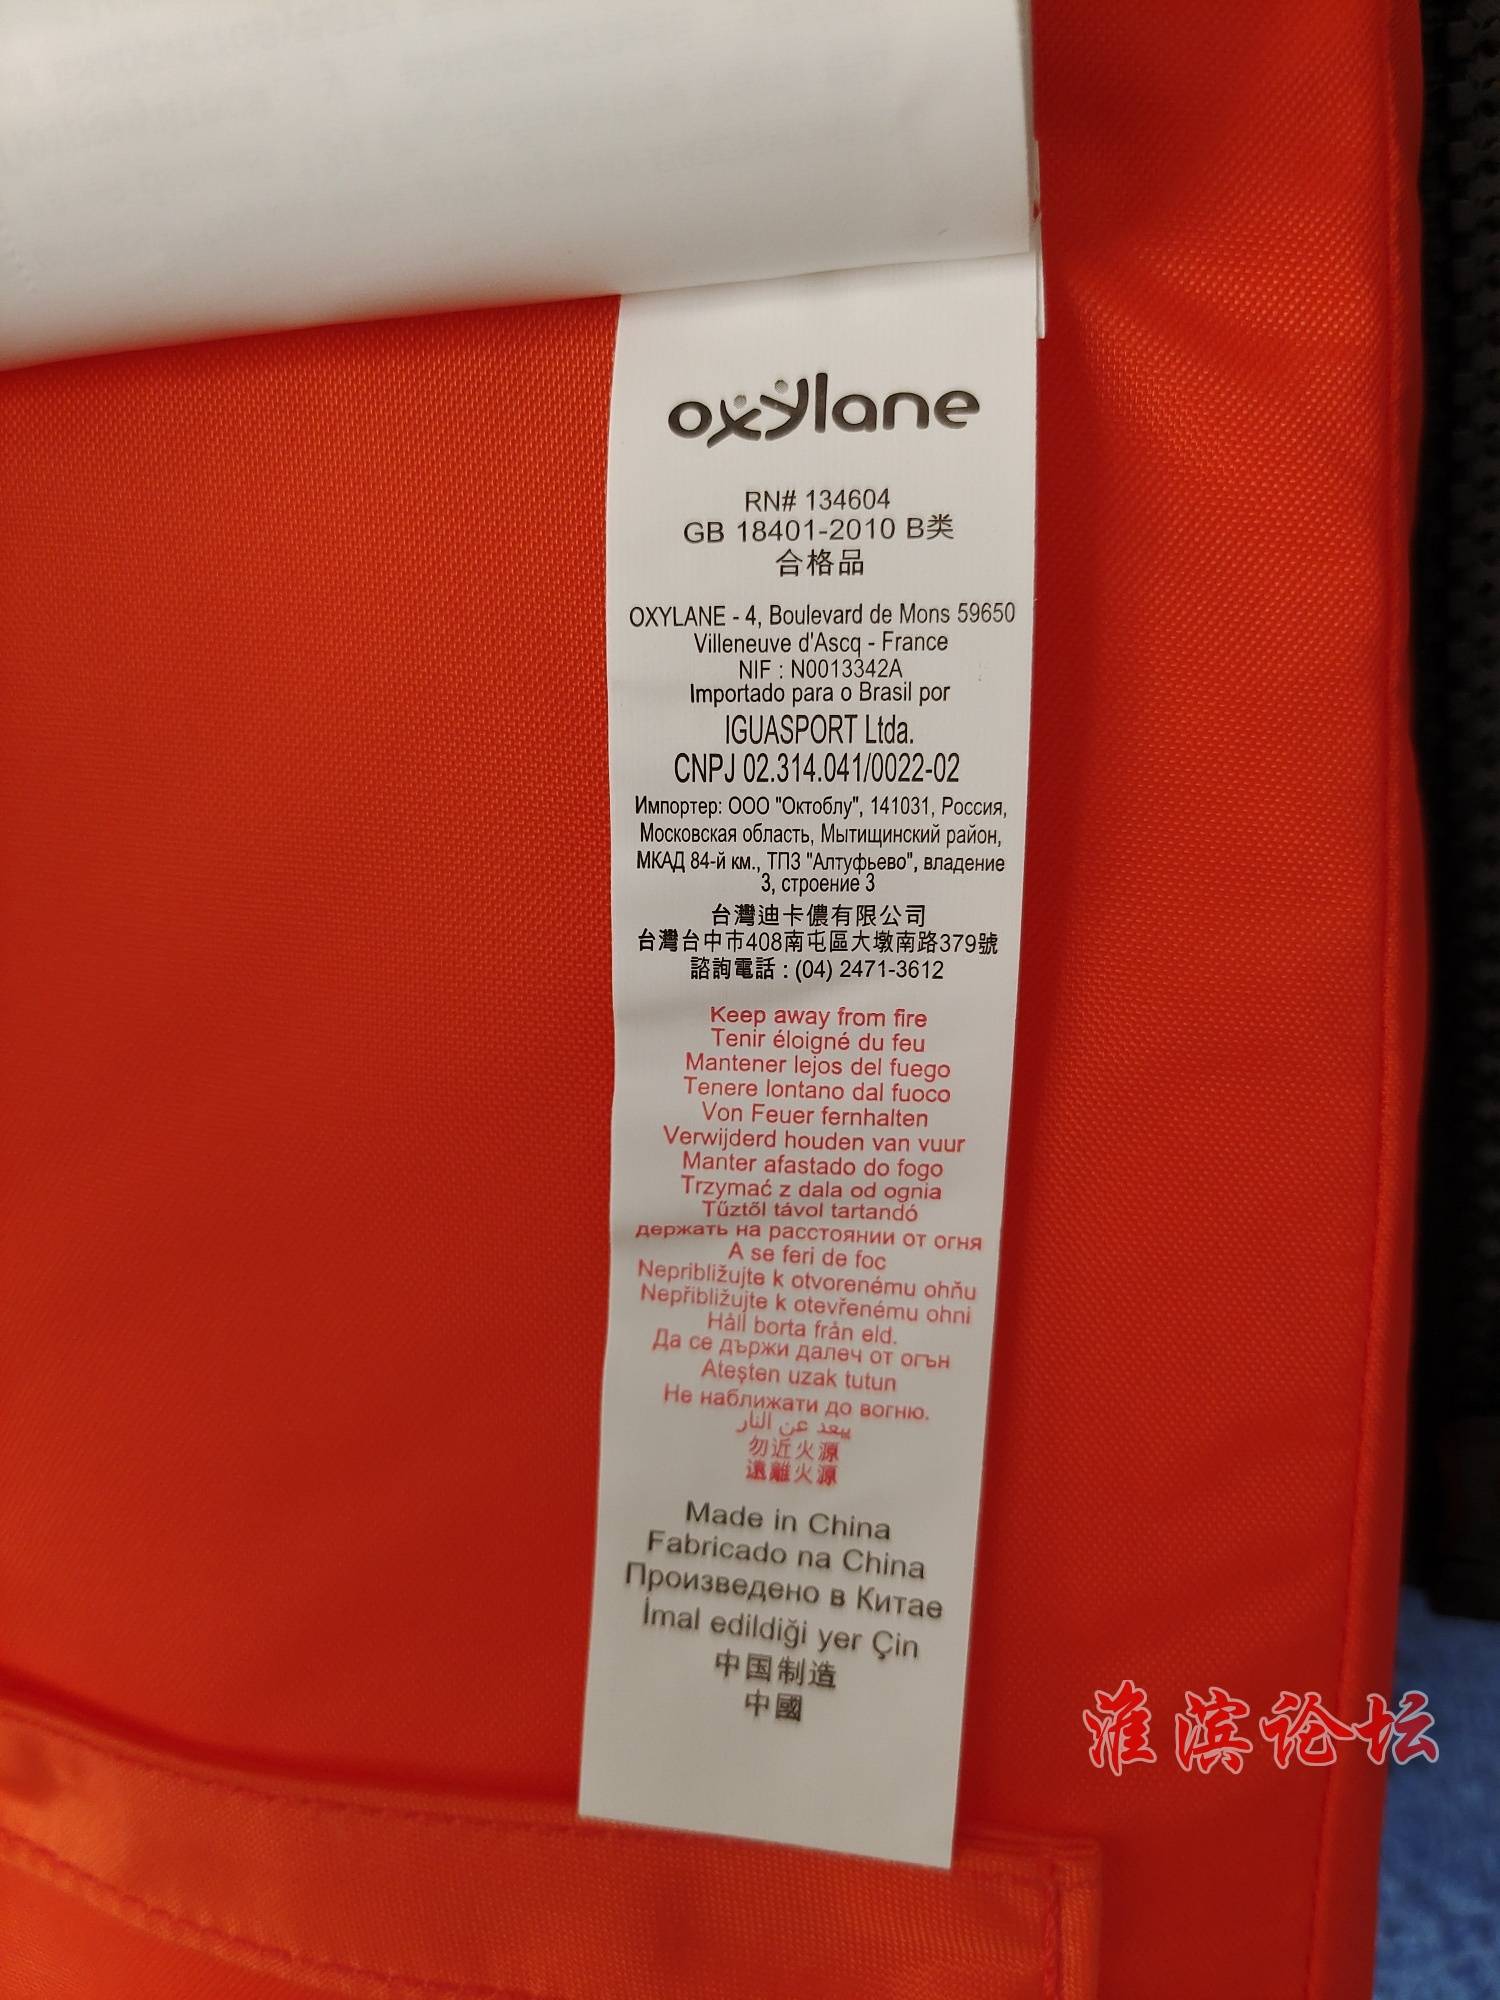 oxylane
RN# 134604
GB 18401-2010 B类
合格品
OXYLANE - 4, Boulevard de Mons 59650
Villeneuve d'Ascq - France
NIF : N0013342A
Importado para o Brasil por
IGUASPORT Ltda.
CNPJ 02.314.041/0022-02
Импортер: ООО "Октоблу", 141031, Россия,
Московская область, Мытищинский район,
МКАД 84-й км., ТПЗ "Алтуфьево", владение
3, строение 3
台灣迪卡儂有限公司
台灣台中市408南屯區大墩南路379號
諮詢電話 : (04) 2471-3612
Keep away from fire
Tenir éloigné du feu
Mantener lejos del fuego
Tenere lontano dal fuoco
Von Feuer fernhalten
Verwijderd houden van vuur
Manter afastado do fogo
Trzymać z dala od ognia
Tűztől távol tartandó
держать на расстоянии от огня
A se feri de foc
Nepribližujte k otvorenému ohňu
Nepřibližujte k otevřenému ohni
Håll borta från eld.
Да се държи далеч от огън
Ateşten uzak tutun
Не наближати до вогню.
يبعد عن النار
勿近火源
遠離火源
Made in China
Fabricado na China
Произведено в Китае
İmal edildiği yer Çin
中国制造
中國
淮滨论坛